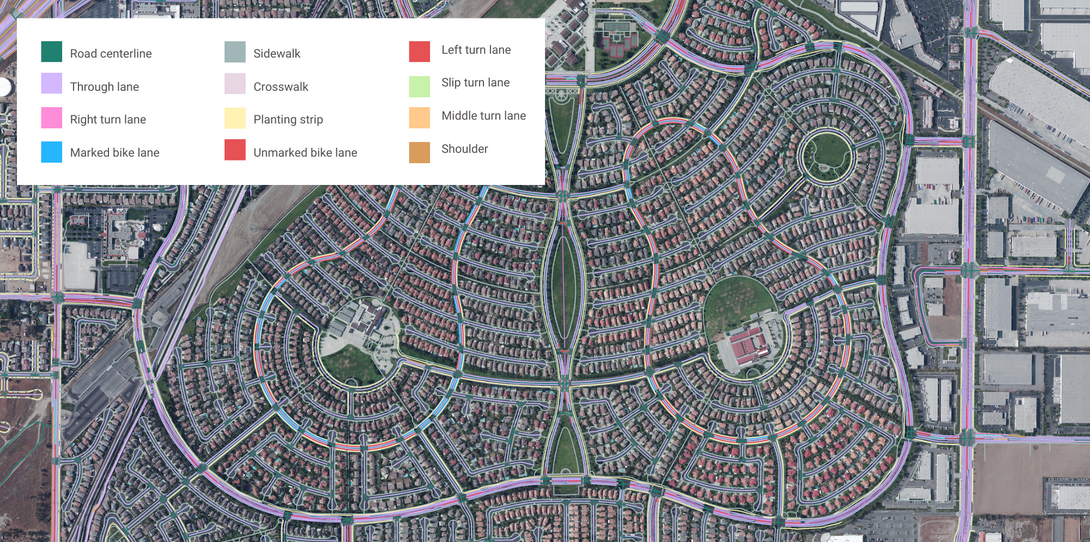 Road centerline
Through lane
Right turn lane
Marked bike lane
Sidewalk
Crosswalk
Planting strip
Unmarked bike lane
Left turn lane
Slip turn lane
Middle turn lane
Shoulder